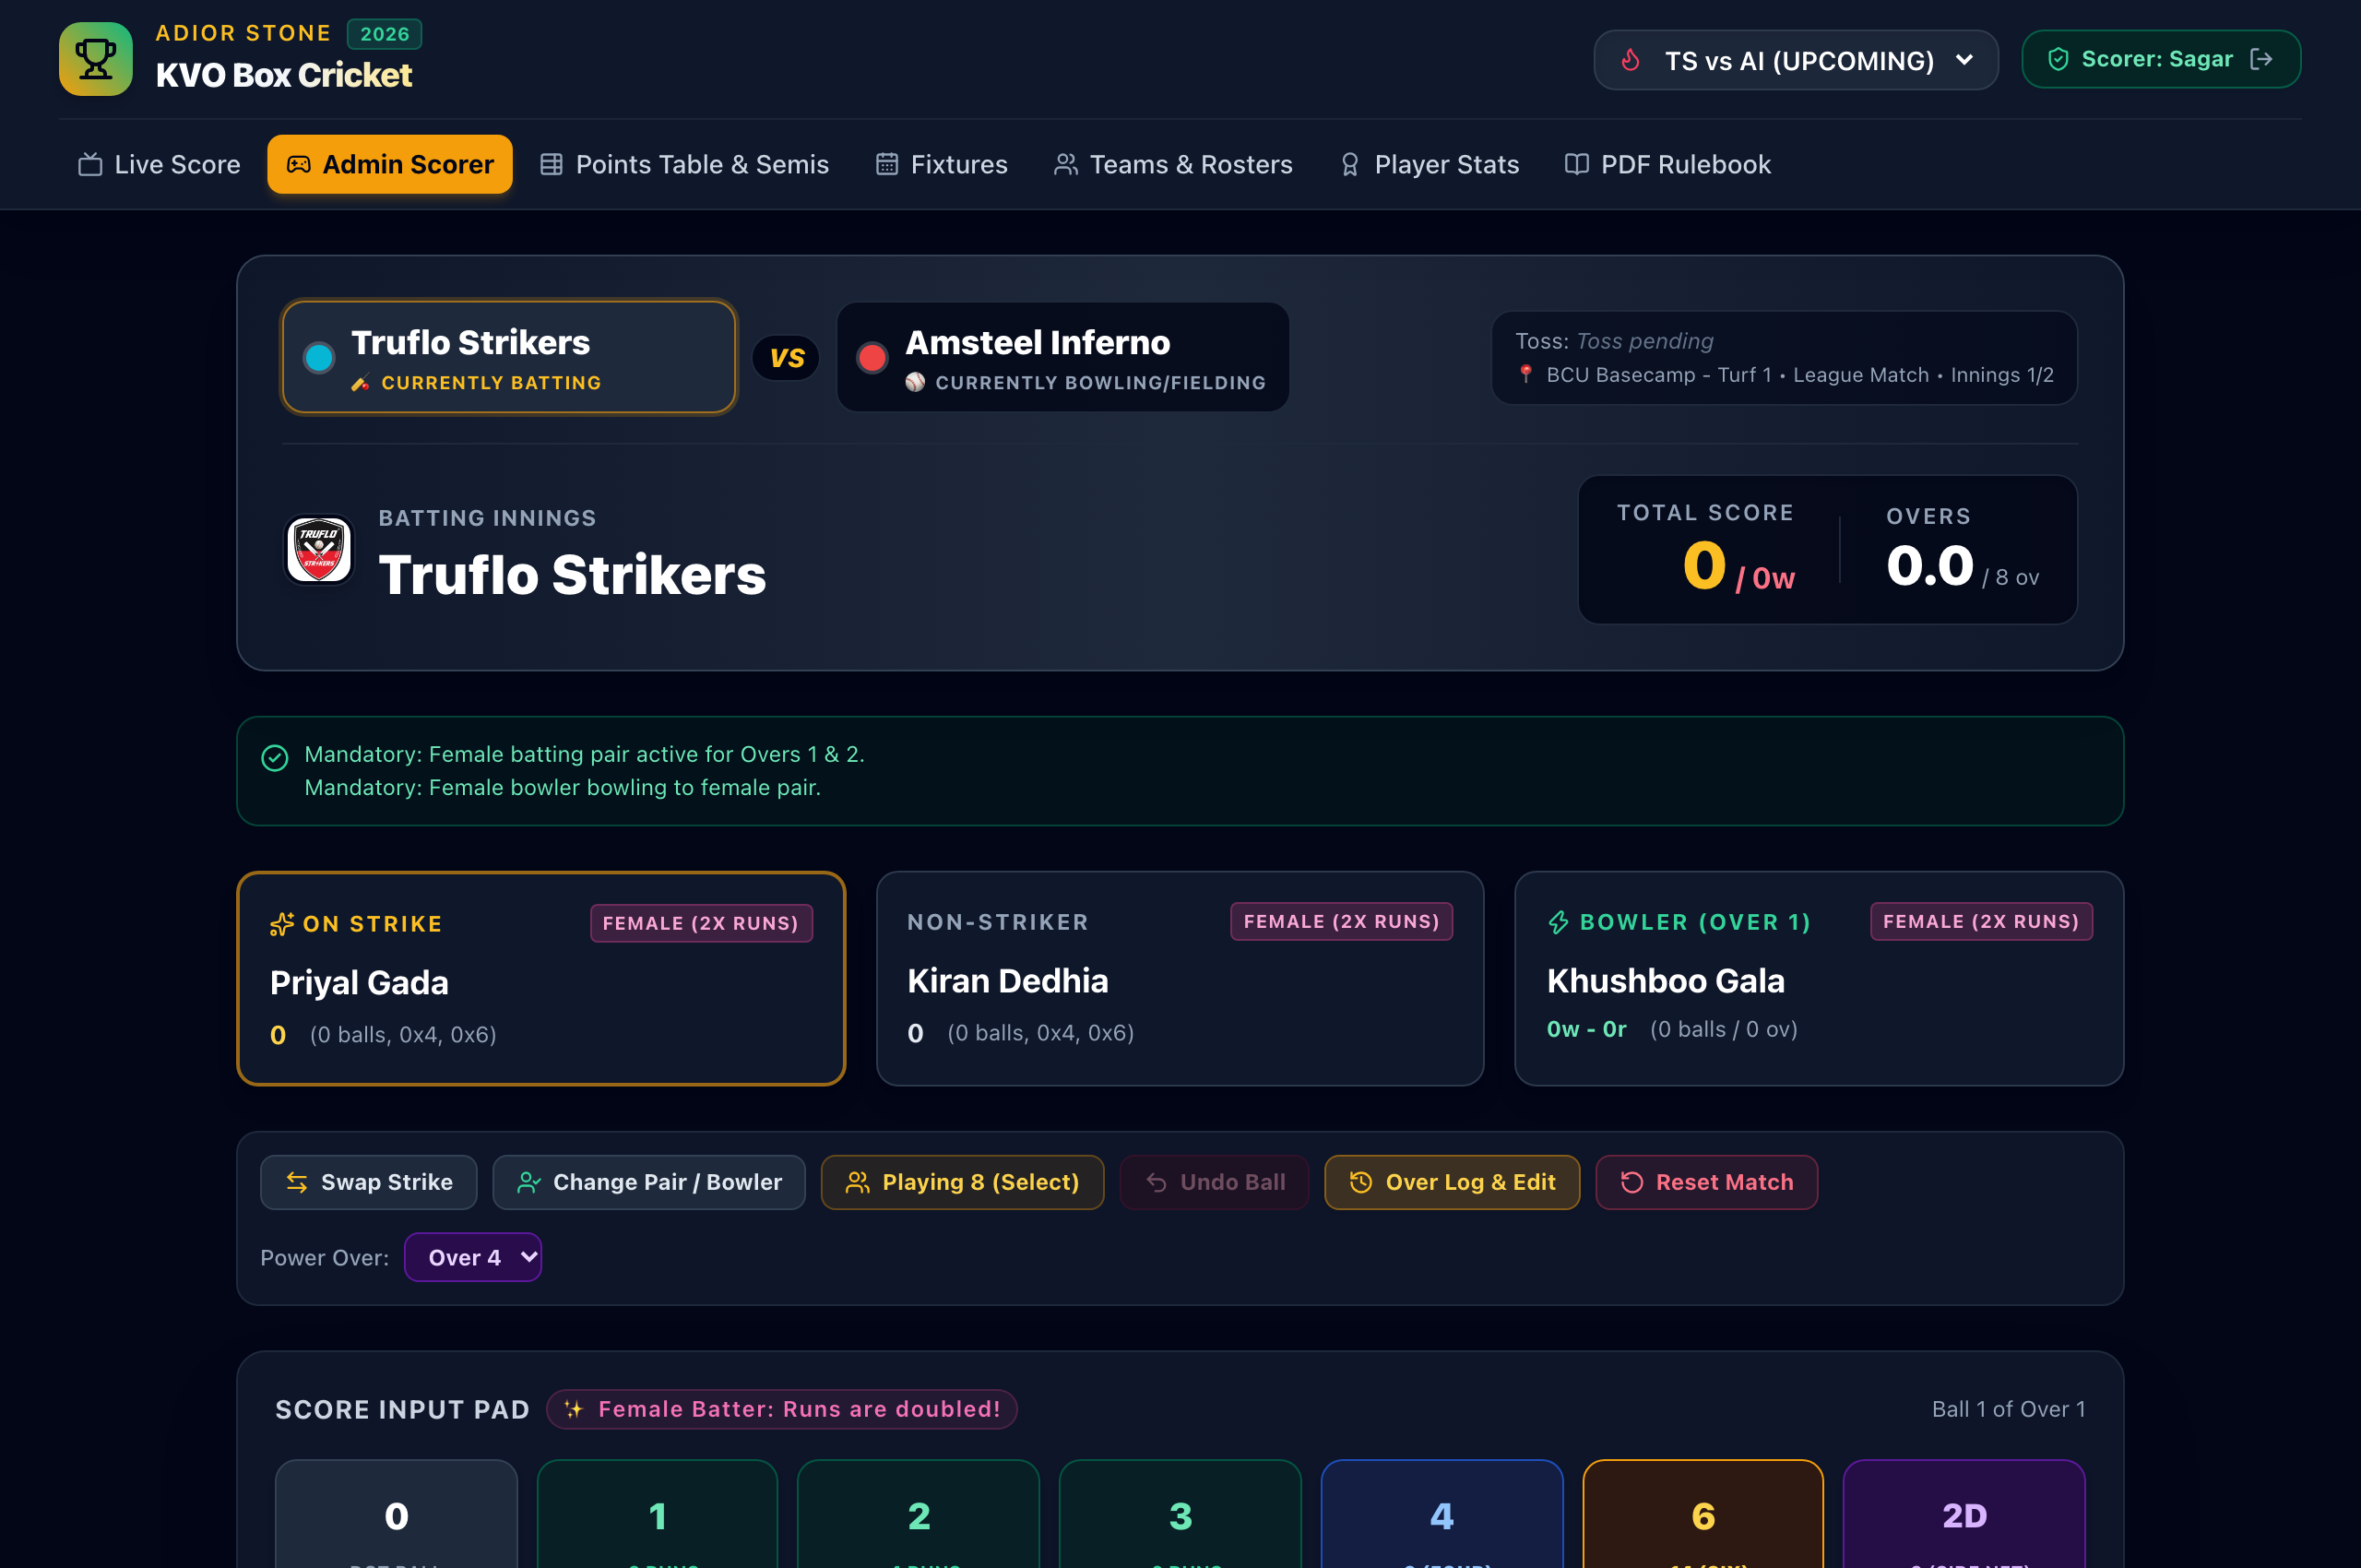 ADIOR STONE 2026
KVO Box Cricket
TS vs AI (UPCOMING)
Scorer: Sagar
Live Score
Admin Scorer
Points Table & Semis
Fixtures
Teams & Rosters
Player Stats
PDF Rulebook
Truflo Strikers
CURRENTLY BATTING
VS
Amsteel Inferno
CURRENTLY BOWLING/FIELDING
Toss: Toss pending
BCU Basecamp - Turf 1 • League Match • Innings 1/2
TRUFLO
STRIKERS
BATTING INNINGS
Truflo Strikers
TOTAL SCORE
0 / 0w
OVERS
0.0 / 8 ov
Mandatory: Female batting pair active for Overs 1 & 2.
Mandatory: Female bowler bowling to female pair.
ON STRIKE
FEMALE (2X RUNS)
Priyal Gada
0 (0 balls, 0x4, 0x6)
NON-STRIKER
FEMALE (2X RUNS)
Kiran Dedhia
0 (0 balls, 0x4, 0x6)
BOWLER (OVER 1)
FEMALE (2X RUNS)
Khushboo Gala
0w - 0r (0 balls / 0 ov)
Swap Strike
Change Pair / Bowler
Playing 8 (Select)
Undo Ball
Over Log & Edit
Reset Match
Power Over: Over 4
SCORE INPUT PAD
Female Batter: Runs are doubled!
Ball 1 of Over 1
0
1
2
3
4
6
2D